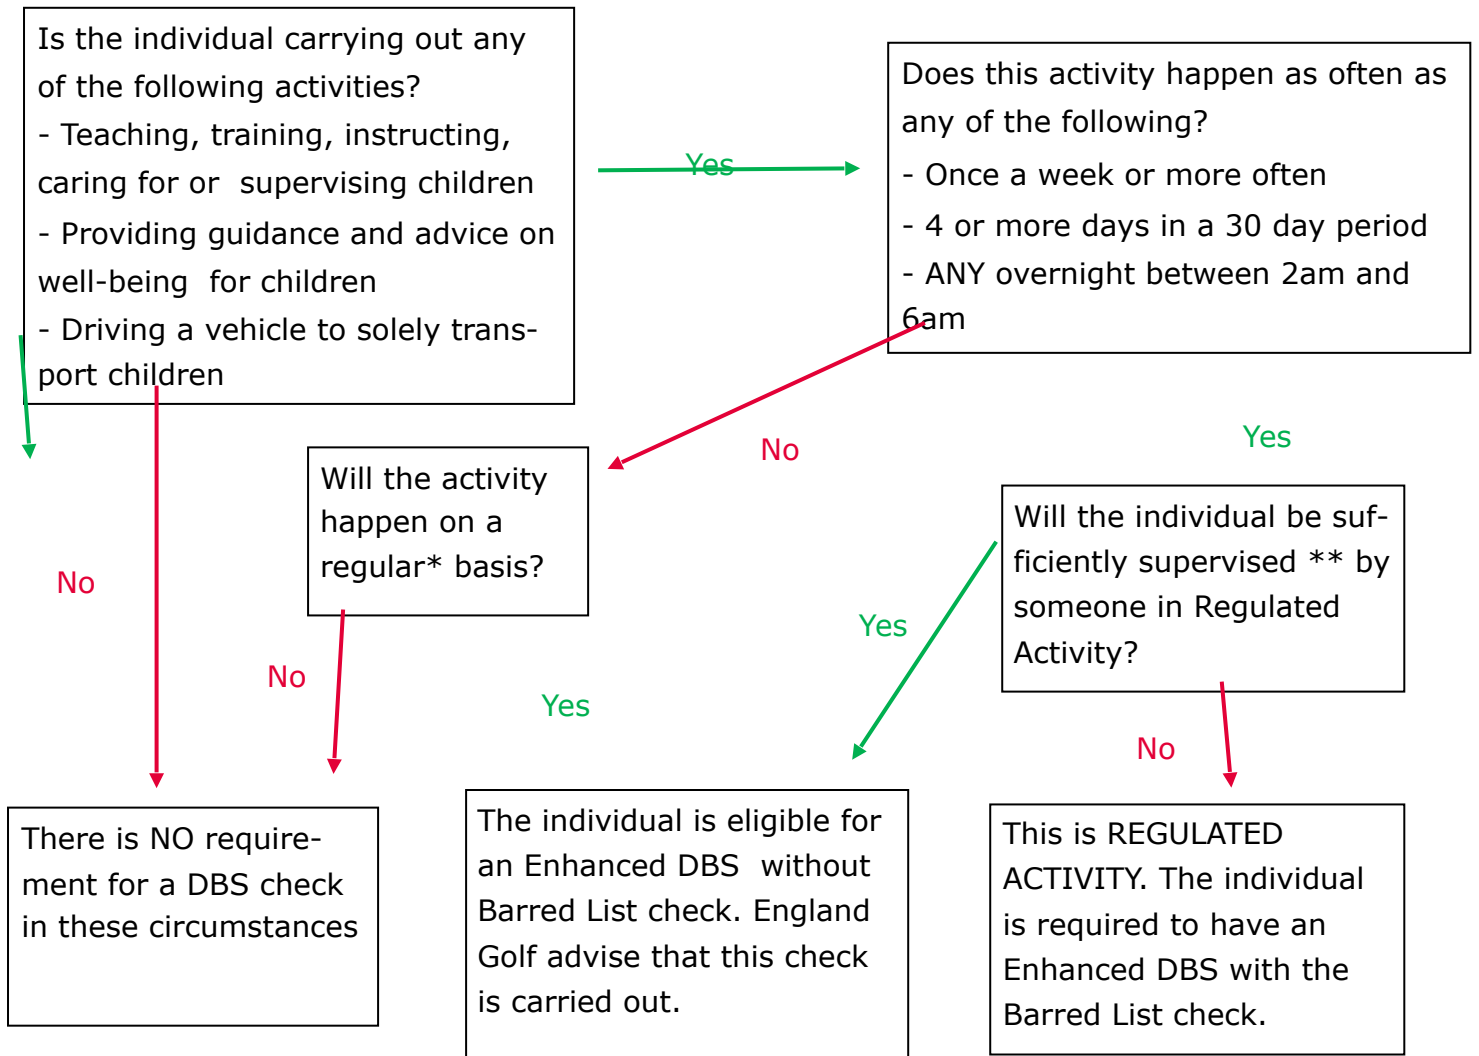 Is the individual carrying out any
of the following activities?
- Teaching, training, instructing,
caring for or  supervising children
- Providing guidance and advice on
well-being  for children
- Driving a vehicle to solely trans-
port children
Yes
Does this activity happen as often as
any of the following?
- Once a week or more often
- 4 or more days in a 30 day period
- ANY overnight between 2am and
6am
No
Yes
Will the activity
happen on a
regular* basis?
Will the individual be suf-
ficiently supervised ** by
someone in Regulated
Activity?
No
Yes
No
Yes
No
There is NO require-
ment for a DBS check
in these circumstances
The individual is eligible for
an Enhanced DBS  without
Barred List check. England
Golf advise that this check
is carried out.
This is REGULATED
ACTIVITY. The individual
is required to have an
Enhanced DBS with the
Barred List check.